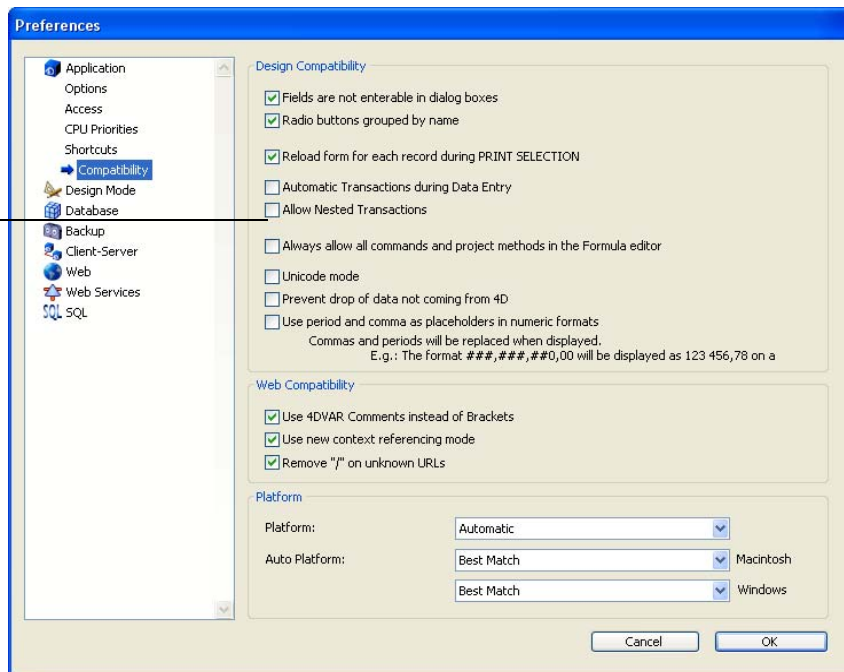 Preferences
Application
Options
Access
CPU Priorities
Shortcuts
Compatibility
Design Mode
Database
Backup
Client-Server
Web
Web Services
SQL SQL
Design Compatibility
Fields are not enterable in dialog boxes
Radio buttons grouped by name
Reload form for each record during PRINT SELECTION
Automatic Transactions during Data Entry
Allow Nested Transactions
Always allow all commands and project methods in the Formula editor
Unicode mode
Prevent drop of data not coming from 4D
Use period and comma as placeholders in numeric formats
Commas and periods will be replaced when displayed.
E.g.: The format ###,###,##0,00 will be displayed as 123 456,78 on a
Web Compatibility
Use 4DVAR Comments instead of Brackets
Use new context referencing mode
Remove "/" on unknown URLs
Platform
Platform: Automatic
Auto Platform: Best Match Macintosh
Best Match Windows
Cancel OK